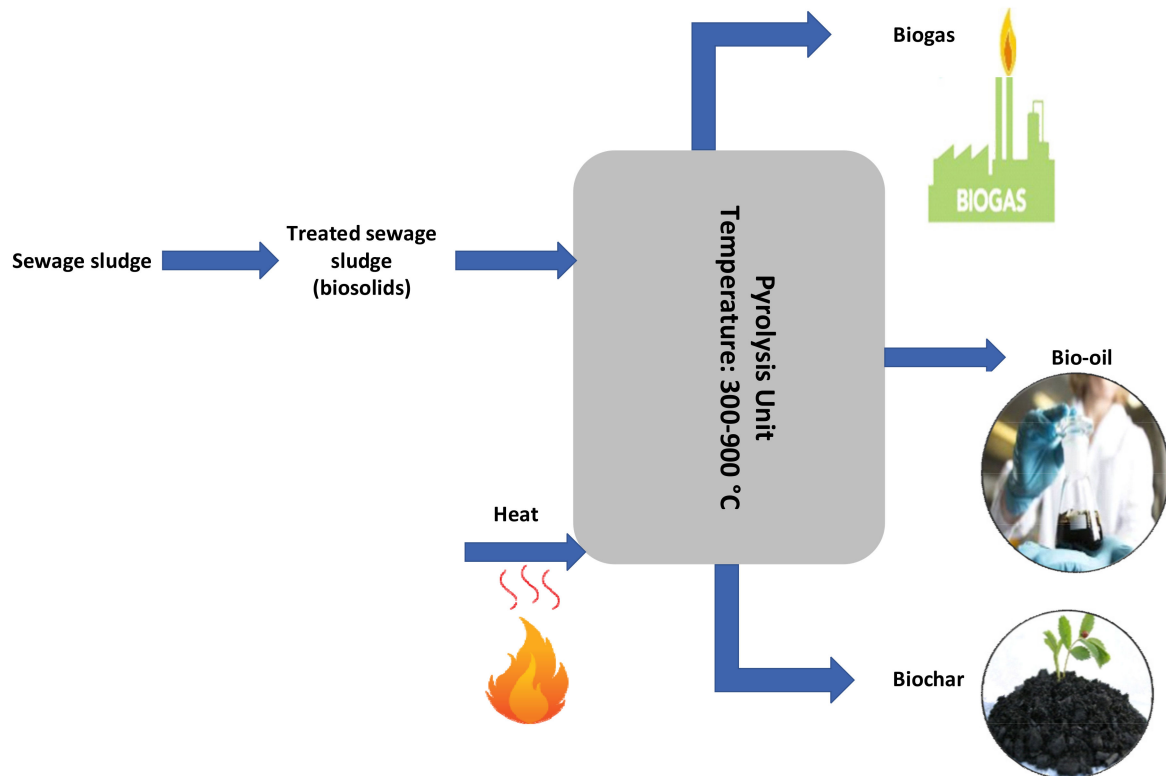 Biogas
BIOGAS
Sewage sludge
Treated sewage
sludge
(biosolids)
Pyrolysis Unit
Temperature: 300-900 °C
Bio-oil
Heat
Biochar